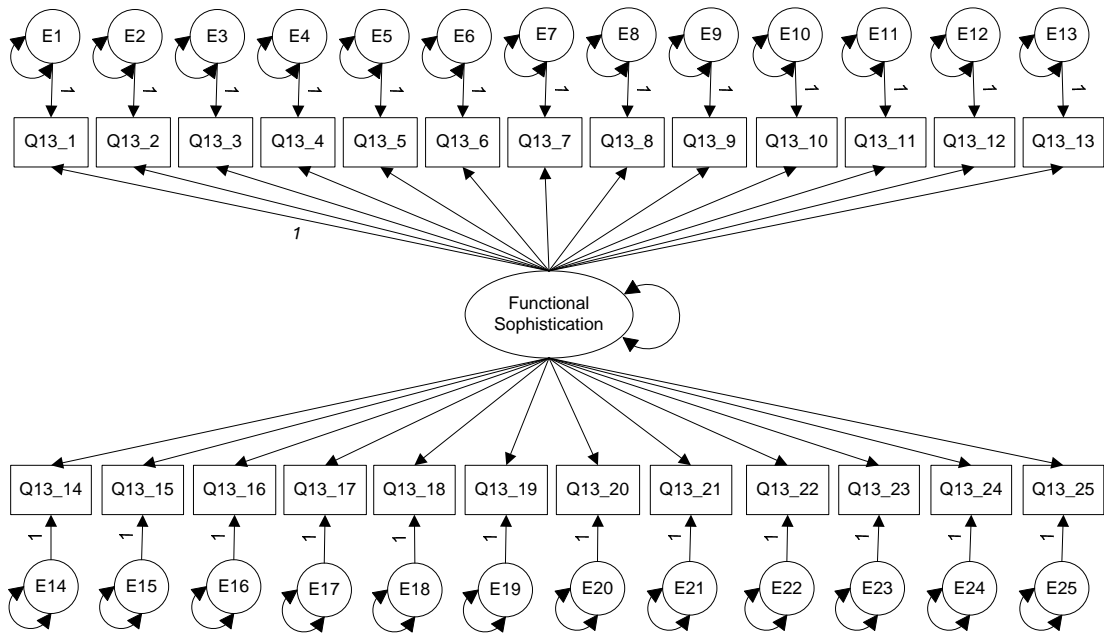 E1 E2 E3 E4 E5 E6 E7 E8 E9 E10 E11 E12 E13
1 1 1 1 1 1 1 1 1 1 1 1 1
Q13_1 Q13_2 Q13_3 Q13_4 Q13_5 Q13_6 Q13_7 Q13_8 Q13_9 Q13_10 Q13_11 Q13_12 Q13_13
1
Functional
Sophistication
Q13_14 Q13_15 Q13_16 Q13_17 Q13_18 Q13_19 Q13_20 Q13_21 Q13_22 Q13_23 Q13_24 Q13_25
1 1 1 1 1 1 1 1 1 1 1 1
E14 E15 E16 E17 E18 E19 E20 E21 E22 E23 E24 E25